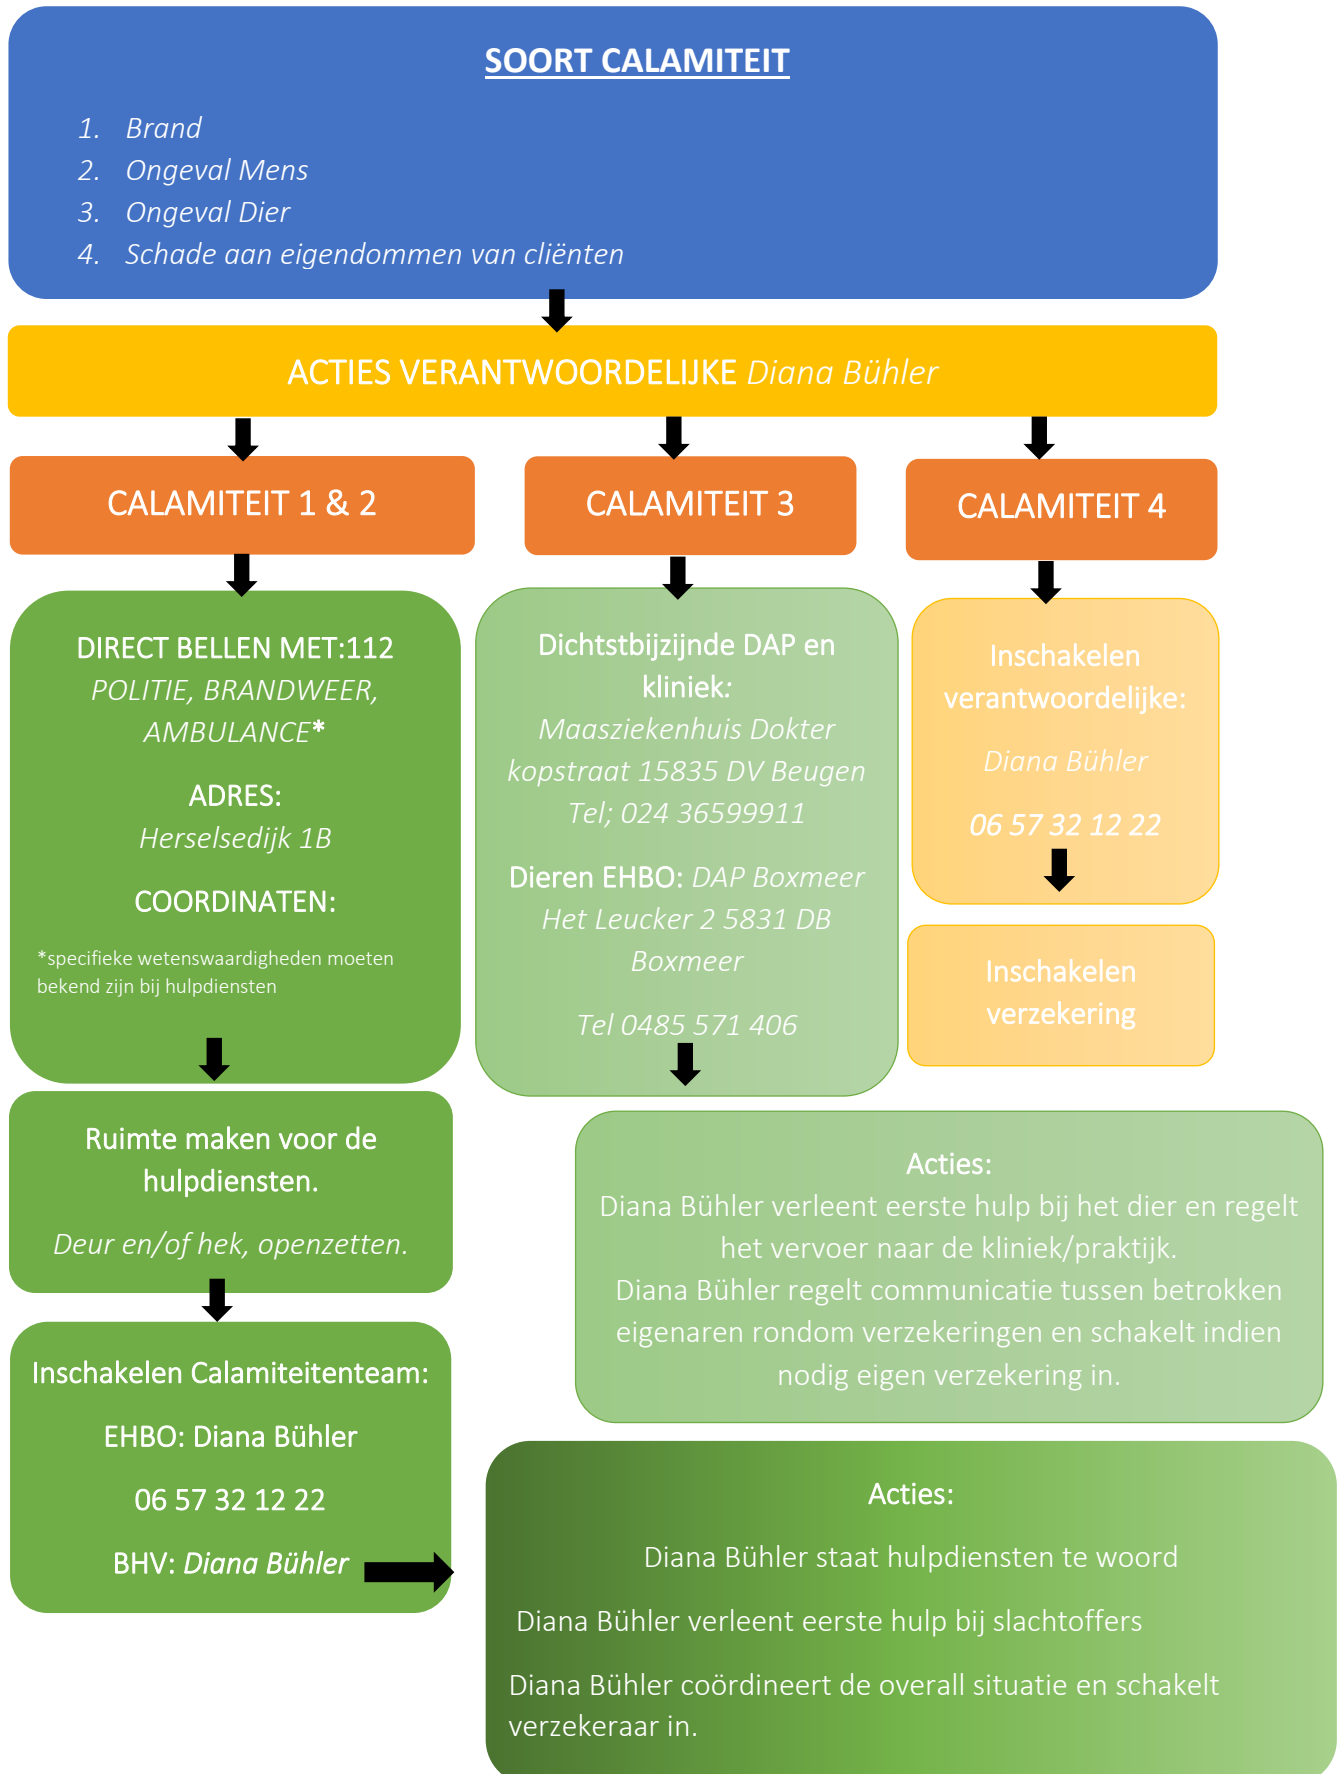 SOORT CALAMITEIT
1. Brand
2. Ongeval Mens
3. Ongeval Dier
4. Schade aan eigendommen van cliënten
ACTIES VERANTWOORDELIJKE Diana Bühler
CALAMITEIT 1 & 2
DIRECT BELLEN MET:112
POLITIE, BRANDWEER,
AMBULANCE*
ADRES:
Herselsedijk 1B
COORDINATEN:
*specifieke wetenswaardigheden moeten
bekend zijn bij hulpdiensten
Ruimte maken voor de
hulpdiensten.
Deur en/of hek, openzetten.
Inschakelen Calamiteitenteam:
EHBO: Diana Bühler
06 57 32 12 22
BHV: Diana Bühler
Acties:
Diana Bühler staat hulpdiensten te woord
Diana Bühler verleent eerste hulp bij slachtoffers
Diana Bühler coördineert de overall situatie en schakelt
verzekeraar in.
CALAMITEIT 3
Dichtstbijzijnde DAP en
kliniek:
Maasziekenhuis Dokter
kopstraat 15835 DV Beugen
Tel; 024 36599911
Dieren EHBO: DAP Boxmeer
Het Leucker 2 5831 DB
Boxmeer
Tel 0485 571 406
Acties:
Diana Bühler verleent eerste hulp bij het dier en regelt
het vervoer naar de kliniek/praktijk.
Diana Bühler regelt communicatie tussen betrokken
eigenaren rondom verzekeringen en schakelt indien
nodig eigen verzekering in.
CALAMITEIT 4
Inschakelen
verantwoordelijke:
Diana Bühler
06 57 32 12 22
Inschakelen
verzekering